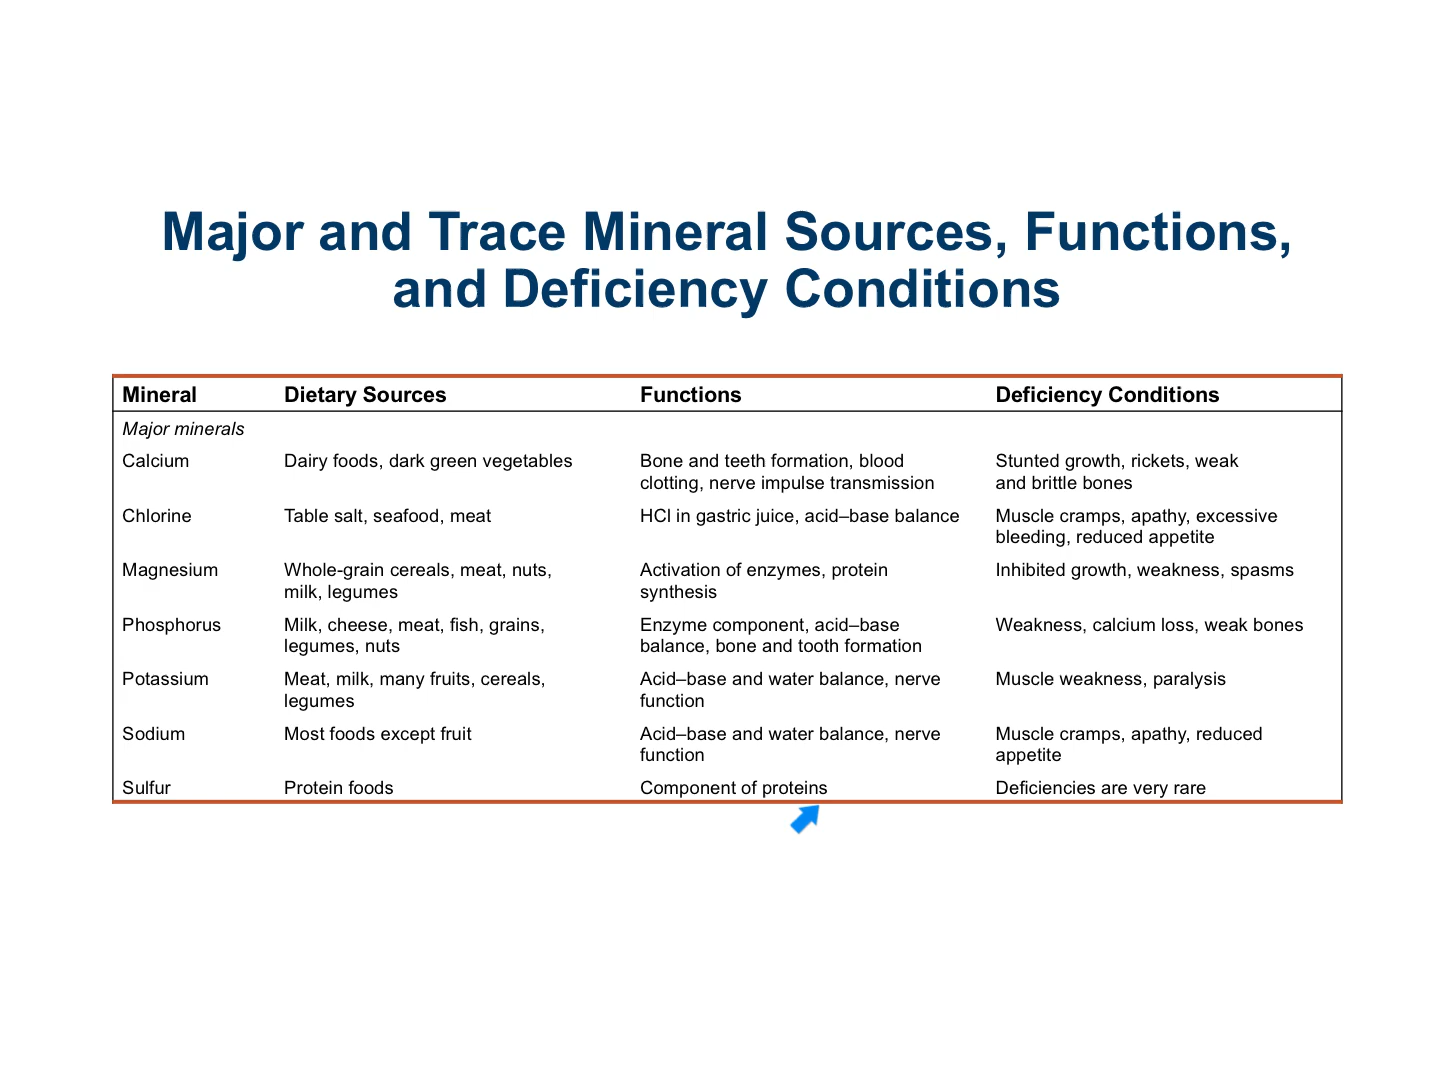 Major and Trace Mineral Sources, Functions,
and Deficiency Conditions
Mineral Dietary Sources Functions Deficiency Conditions
Major minerals
Calcium Dairy foods, dark green vegetables Bone and teeth formation, blood Stunted growth, rickets, weak
clotting, nerve impulse transmission and brittle bones
Chlorine Table salt, seafood, meat HCl in gastric juice, acid–base balance Muscle cramps, apathy, excessive
bleeding, reduced appetite
Magnesium Whole-grain cereals, meat, nuts, Activation of enzymes, protein Inhibited growth, weakness, spasms
milk, legumes synthesis
Phosphorus Milk, cheese, meat, fish, grains, Enzyme component, acid–base Weakness, calcium loss, weak bones
legumes, nuts balance, bone and tooth formation
Potassium Meat, milk, many fruits, cereals, Acid–base and water balance, nerve Muscle weakness, paralysis
legumes function
Sodium Most foods except fruit Acid–base and water balance, nerve Muscle cramps, apathy, reduced
function appetite
Sulfur Protein foods Component of proteins Deficiencies are very rare